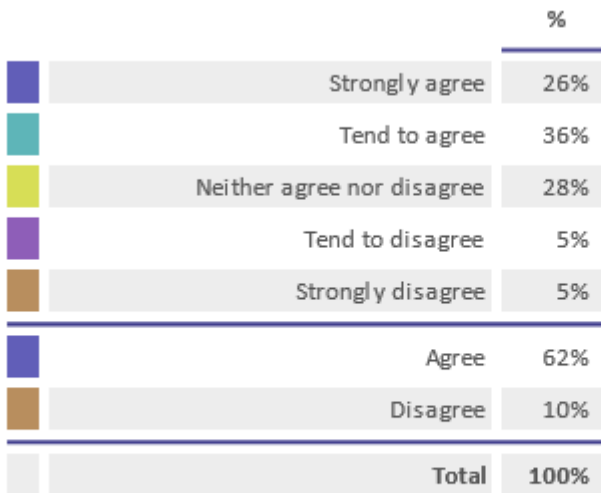 %
Strongly agree 26%
Tend to agree 36%
Neither agree nor disagree 28%
Tend to disagree 5%
Strongly disagree 5%
Agree 62%
Disagree 10%
Total 100%